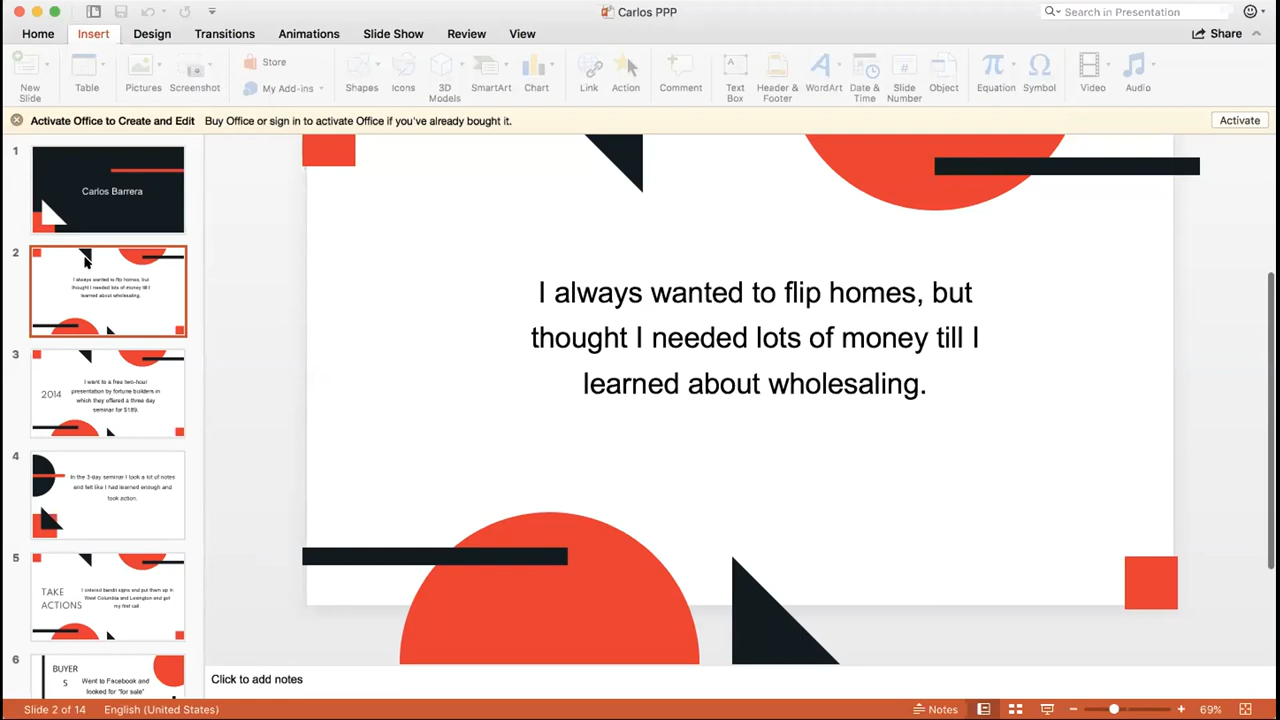 Carlos PPP
Search in Presentation
Home
Insert
Design
Transitions
Animations
Slide Show
Review
View
Share
New
Slide
Table
Pictures
Screenshot
Store
My Add-ins
Shapes
Icons
3D
Models
SmartArt
Chart
Link
Action
Comment
Text
Box
Header &
Footer
WordArt
Date &
Time
Slide
Number
Object
Equation
Symbol
Video
Audio
Activate Office to Create and Edit
Buy Office or sign in to activate Office if you've already bought it.
Activate
1
Carlos Barrera
2
I always wanted to flip homes, but
thought I needed lots of money till I
learned about wholesaling.
3
2014
I went to a free two-hour
presentation by fortune builders in
which they offered a three day
seminar for $189.
4
In the 3-day seminar I took a lot of notes
and felt like I had learned enough and
took action.
5
TAKE
ACTIONS
I ordered bandit signs and put them up in
West Columbia and Lexington and got
my first call
6
BUYER
S
Went to Facebook and
looked for "for sale"
I always wanted to flip homes, but
thought I needed lots of money till I
learned about wholesaling.
Click to add notes
Slide 2 of 14
English (United States)
Notes
69%